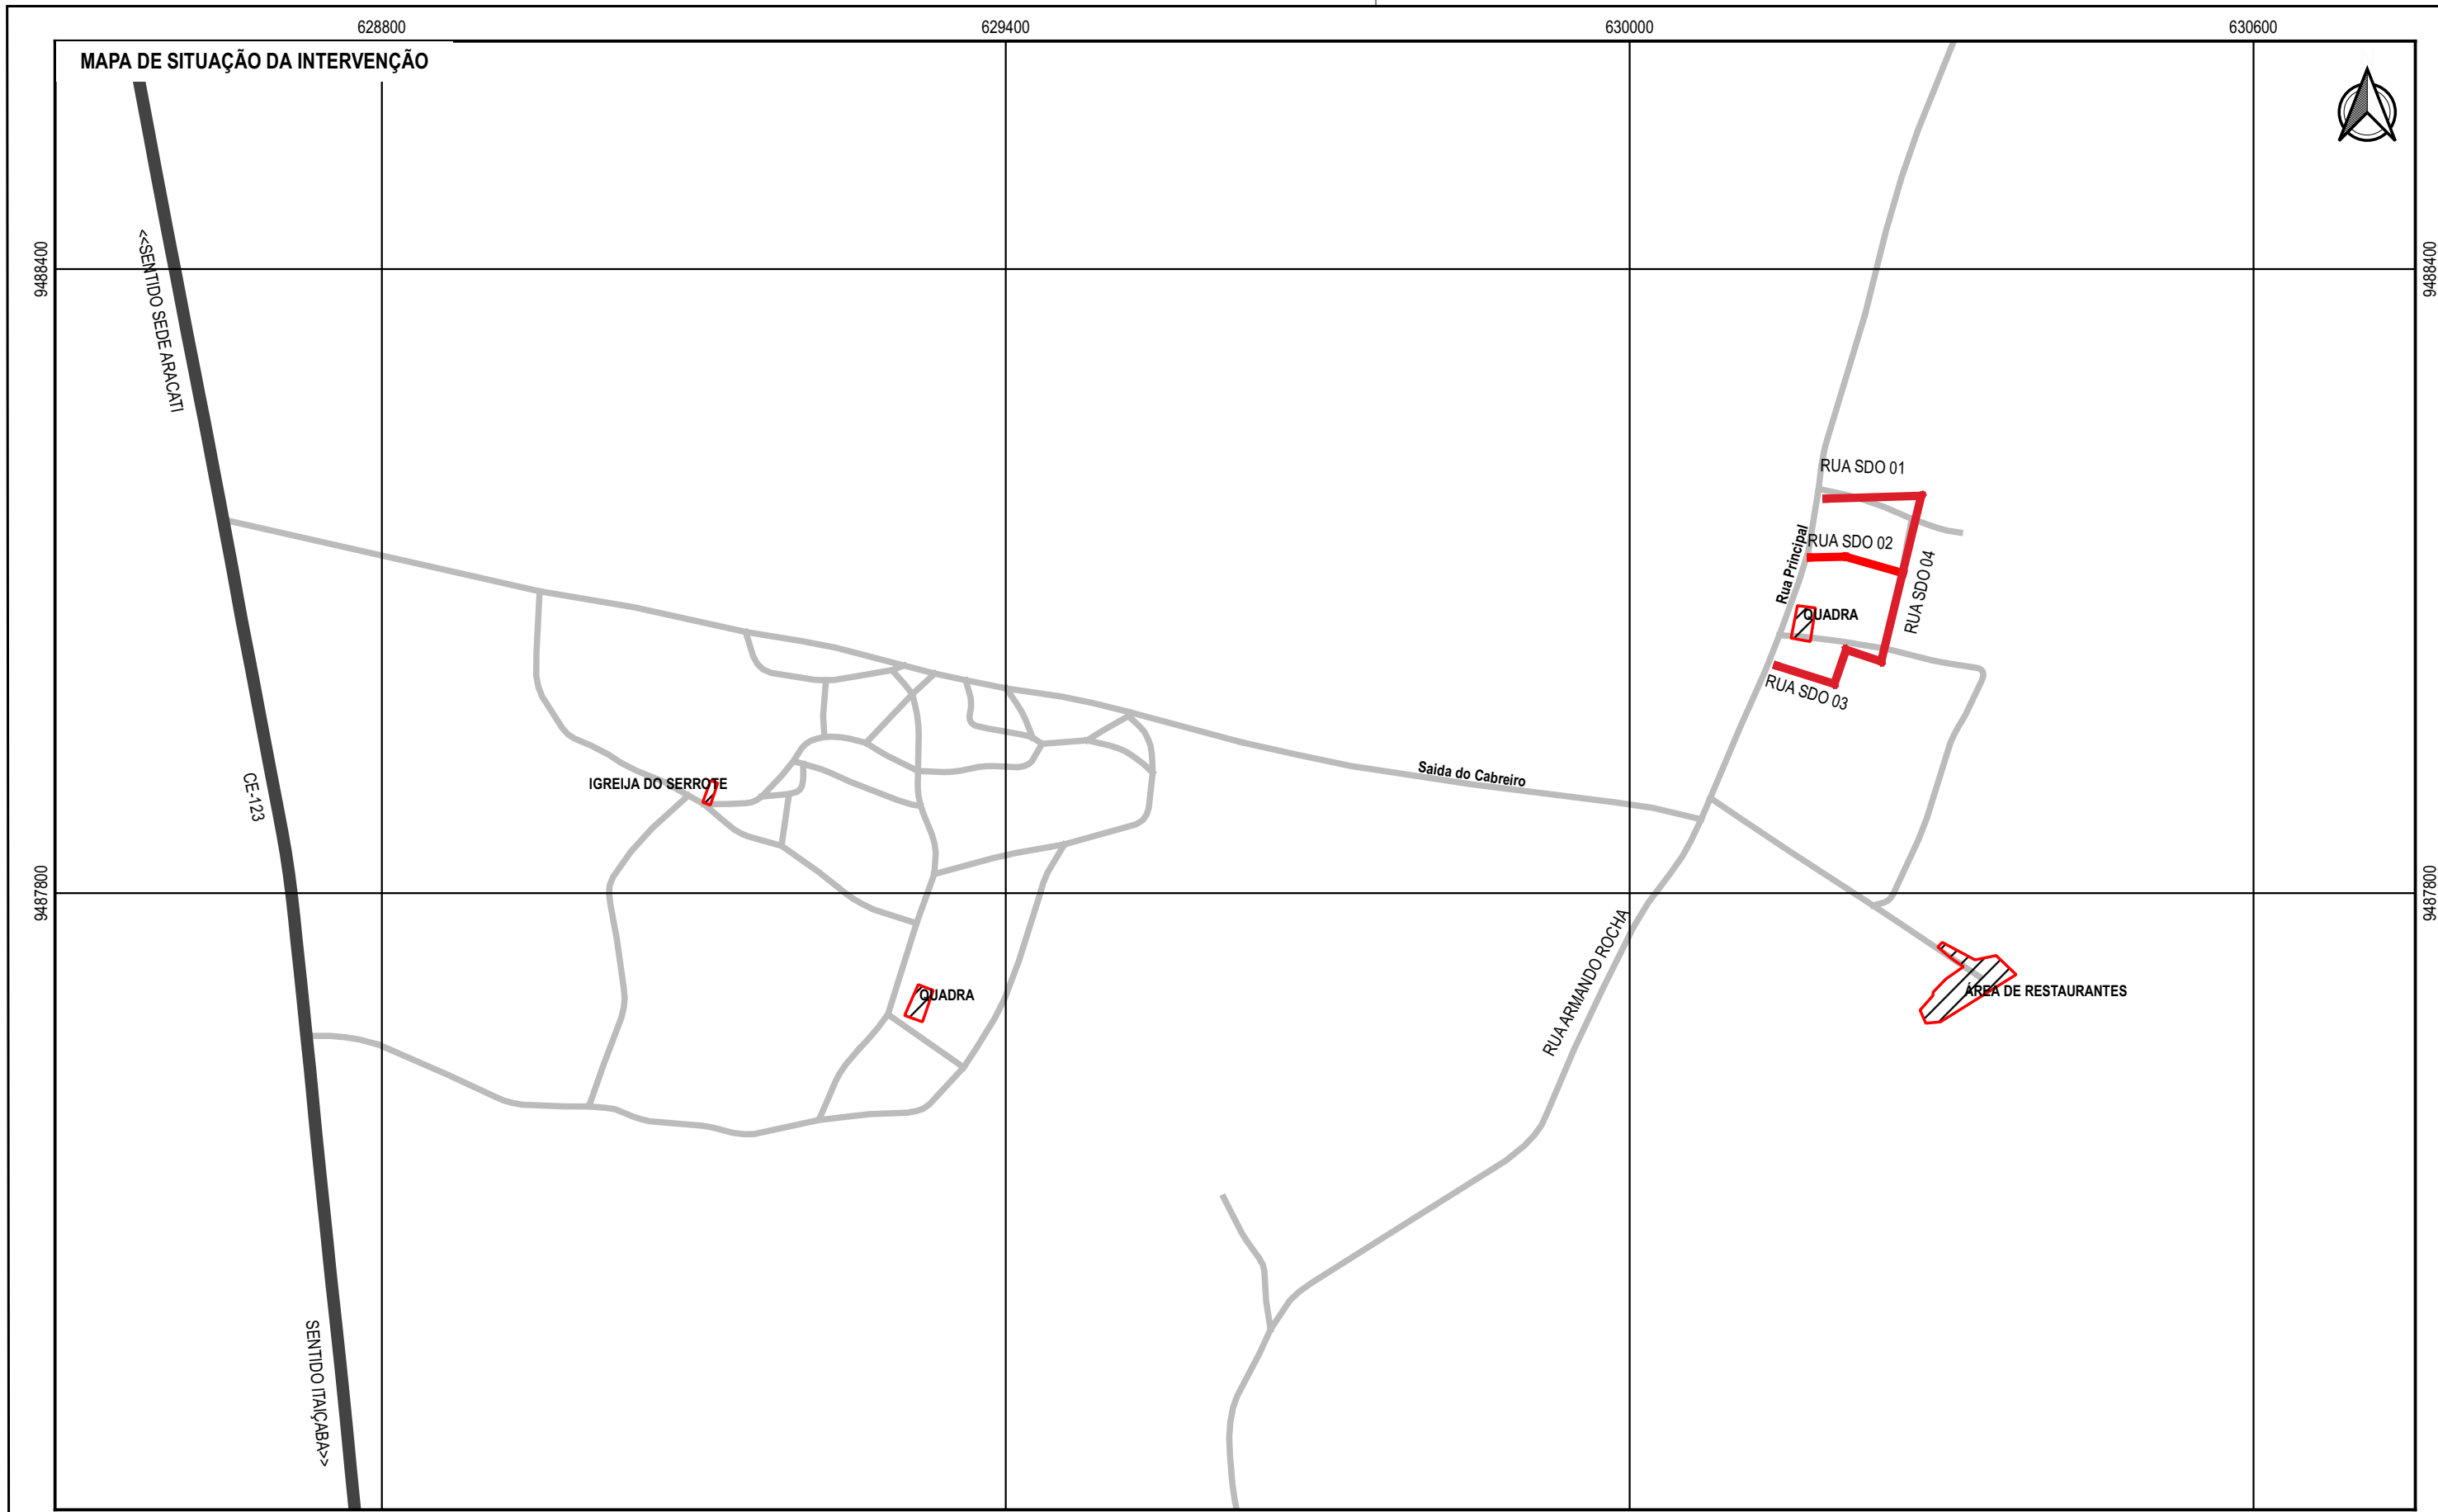 628800
629400
630000
630600
MAPA DE SITUAÇÃO DA INTERVENÇÃO
9488400
9488400
<<SENTIDO SEDE ARACATI
RUA SDO 01
Rua Principal
RUA SDO 02
RUA SDO 04
QUADRA
RUA SDO 03
Saida do Cabreiro
IGREIJA DO SERROTE
CE-123
9487800
9487800
RUA ARMANDO ROCHA
QUADRA
ÁREA DE RESTAURANTES
SENTIDO ITAIÇABA>>